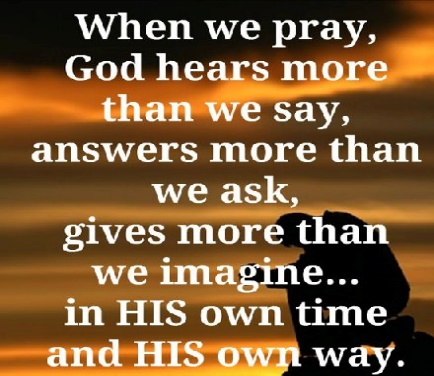 When we pray,
God hears more
than we say,
answers more than
we ask,
gives more than
we imagine...
in HIS own time
and HIS own way.